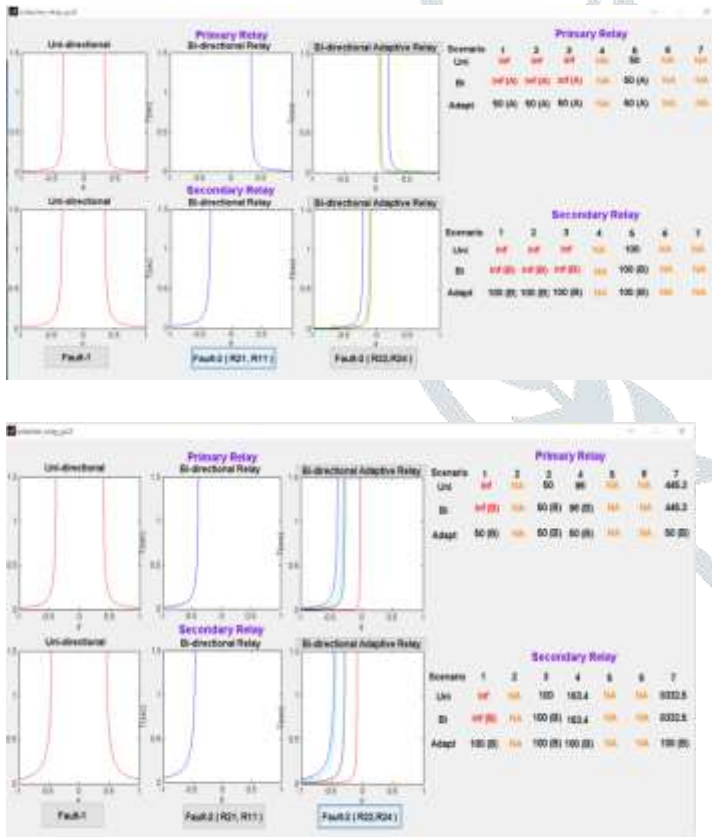 protection_relay_gui2
Primary Relay
Uni-directional Bi-directional Relay Bi-directional Adaptive Relay
Primary Relay
Scenario 1 2 3 4 5 6 7
Uni Inf Inf Inf NA 50 NA NA
Bi Inf (A) Inf (A) Inf (A) NA 50 (A) NA NA
Adapt 50 (A) 50 (A) 50 (A) NA 50 (A) NA NA
Secondary Relay
Uni-directional Bi-directional Relay Bi-directional Adaptive Relay
Secondary Relay
Scenario 1 2 3 4 5 6 7
Uni Inf Inf Inf NA 100 NA NA
Bi Inf (B) Inf (B) Inf (B) NA 100 (B) NA NA
Adapt 100 (B) 100 (B) 100 (B) NA 100 (B) NA NA
Fault-1 Fault-2 ( R21, R11 ) Fault-2 ( R22,R24 )
Primary Relay
Uni-directional Bi-directional Relay Bi-directional Adaptive Relay
Primary Relay
Scenario 1 2 3 4 5 6 7
Uni Inf NA 50 96 NA NA 445.3
Bi Inf (B) NA 50 (B) 96 (B) NA NA 445.3
Adapt 50 (B) NA 50 (B) 50 (B) NA NA 50 (B)
Secondary Relay
Uni-directional Bi-directional Relay Bi-directional Adaptive Relay
Secondary Relay
Scenario 1 2 3 4 5 6 7
Uni Inf NA 100 163.4 NA NA
Bi Inf (B) NA 100 (B) 163.4 NA NA
Adapt 100 (B) NA 100 (B) 100 (B) NA NA 100 (B)
Fault-1 Fault-2 ( R21, R11 ) Fault-2 ( R22,R24 )